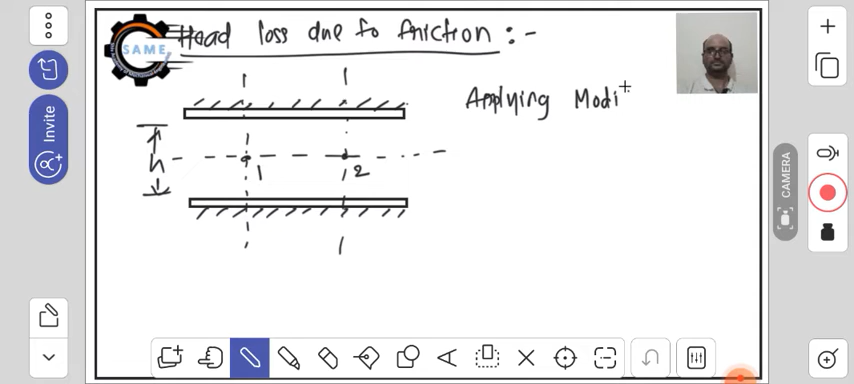 Head loss due to friction :-
SAME
Applying Modi
h
1
2
Invite
CAMERA